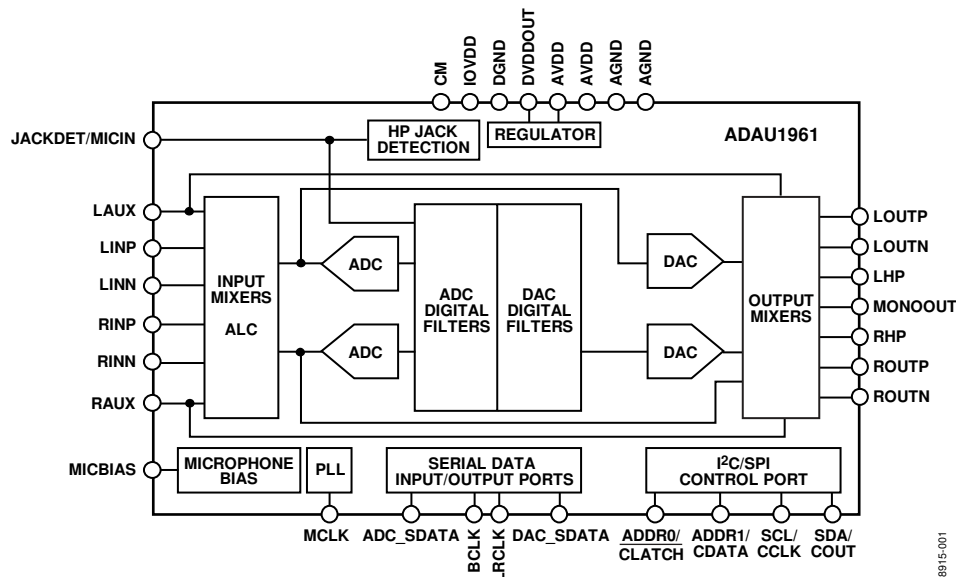 CM
IOVDD
DGND
DVDDOUT
AVDD
AVDD
AGND
AGND
JACKDET/MICIN
HP JACK
DETECTION
REGULATOR
ADAU1961
LAUX
LINP
LINN
RINP
RINN
RAUX
INPUT
MIXERS
ALC
ADC
ADC
ADC
DIGITAL
FILTERS
DAC
DIGITAL
FILTERS
DAC
DAC
OUTPUT
MIXERS
LOUTP
LOUTN
LHP
MONOOUT
RHP
ROUTP
ROUTN
MICBIAS
MICROPHONE
BIAS
PLL
SERIAL DATA
INPUT/OUTPUT PORTS
I2C/SPI
CONTROL PORT
MCLK
ADC_SDATA
BCLK
LRCLK
DAC_SDATA
ADDR0/
CLATCH
ADDR1/
CDATA
SCL/
CCLK
SDA/
COUT
8915-001